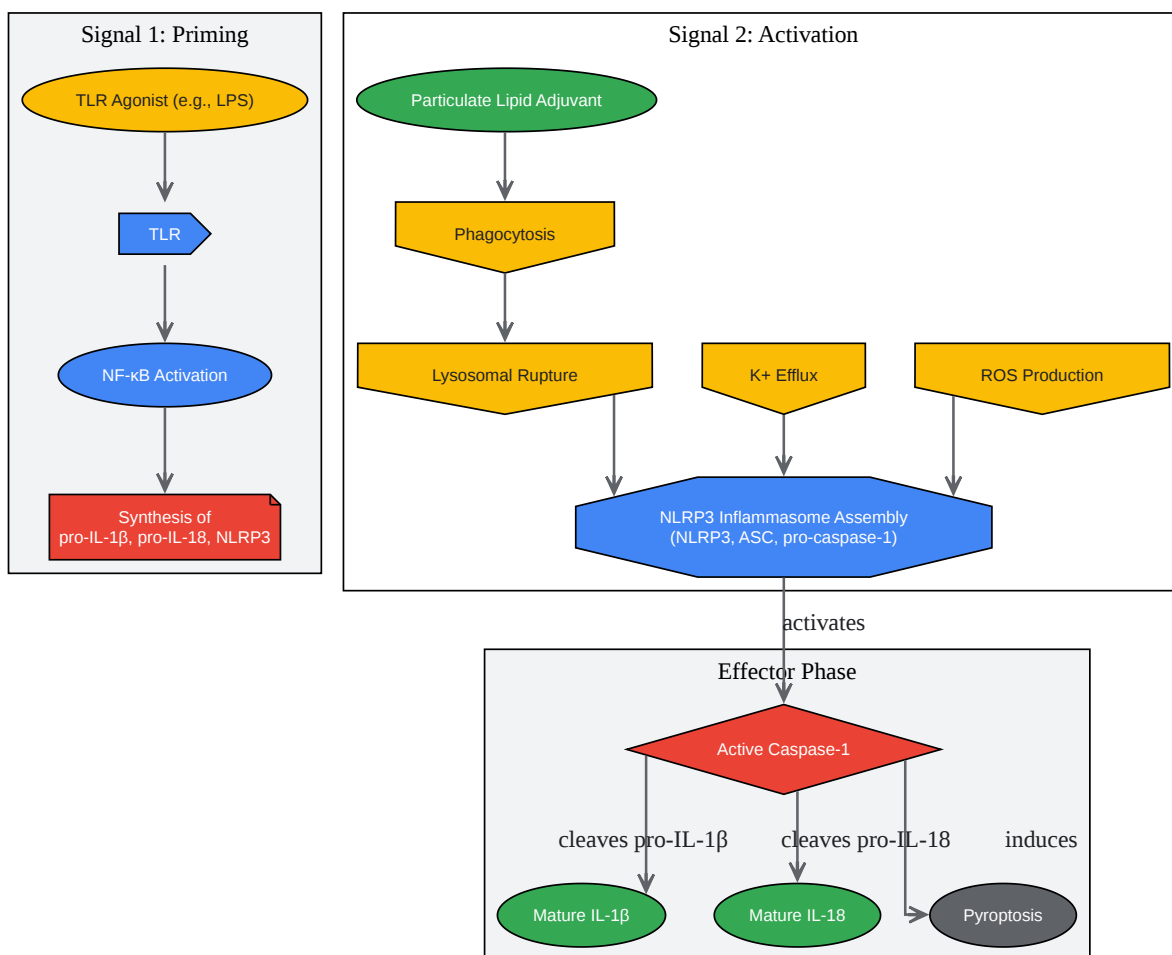 Signal 1: Priming
TLR Agonist (e.g., LPS)
TLR
NF-κB Activation
Synthesis of
pro-IL-1β, pro-IL-18, NLRP3
Signal 2: Activation
Particulate Lipid Adjuvant
Phagocytosis
Lysosomal Rupture
K+ Efflux
ROS Production
NLRP3 Inflammasome Assembly
(NLRP3, ASC, pro-caspase-1)
activates
Effector Phase
Active Caspase-1
cleaves pro-IL-1β
cleaves pro-IL-18
induces
Mature IL-1β
Mature IL-18
Pyroptosis